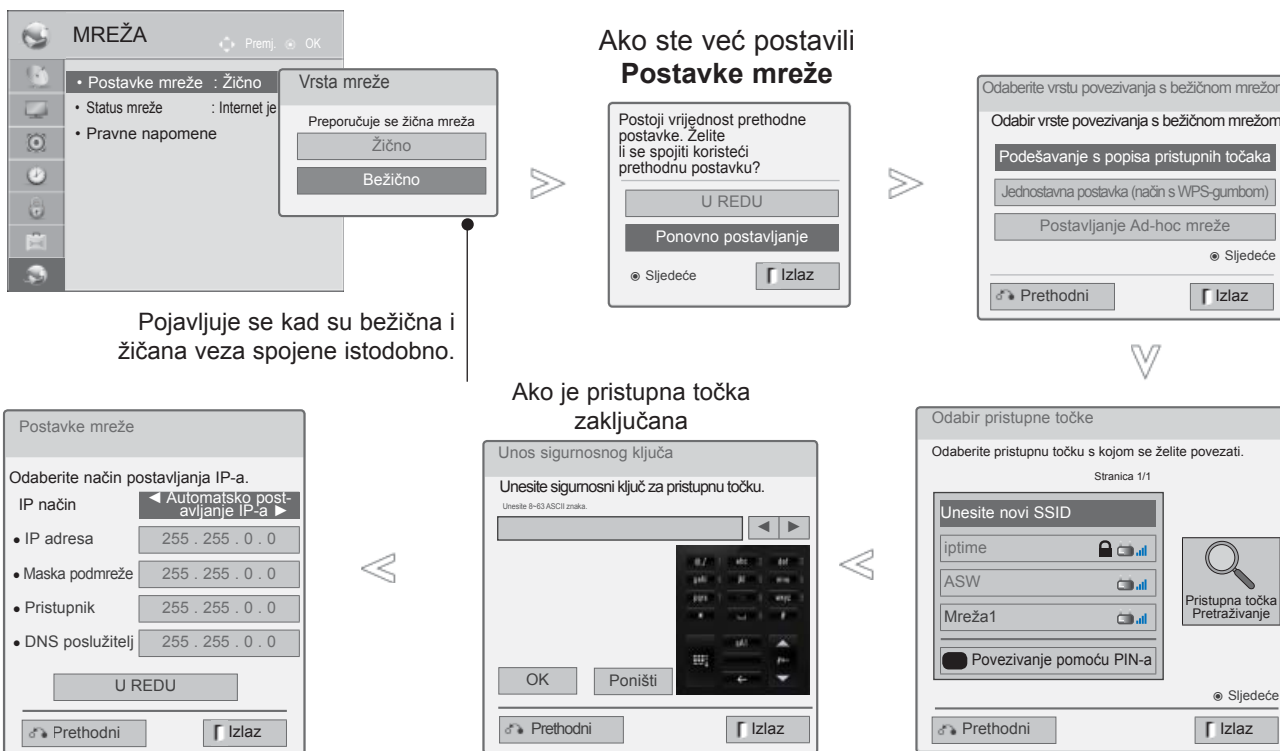 MREŽA
Premj. OK
• Postavke mreže : Žično
• Status mreže : Internet je
• Pravne napomene
Vrsta mreže
Preporučuje se žična mreža
Žično
Bežično
Pojavljuje se kad su bežična i
žičana veza spojene istodobno.
Ako ste već postavili
Postavke mreže
Postoji vrijednost prethodne
postavke. Želite
li se spojiti koristeći
prethodnu postavku?
U REDU
Ponovno postavljanje
Sljedeće
Izlaz
Odaberite vrstu povezivanja s bežičnom mrežom
Odabir vrste povezivanja s bežičnom mrežom
Podešavanje s popisa pristupnih točaka
Jednostavna postavka (način s WPS-gumbom)
Postavljanje Ad-hoc mreže
Sljedeće
Prethodni
Izlaz
Odabir pristupne točke
Odaberite pristupnu točku s kojom se želite povezati.
Stranica 1/1
Unesite novi SSID
iptime
ASW
Mreža1
Povezivanje pomoću PIN-a
Pristupna točka
Pretraživanje
Sljedeće
Prethodni
Izlaz
Ako je pristupna točka
zaključana
Unos sigurnosnog ključa
Unesite sigurnosni ključ za pristupnu točku.
Unesite 8~63 ASCII znaka.
OK
Poništi
Prethodni
Izlaz
Postavke mreže
Odaberite način postavljanja IP-a.
IP način
◄ Automatsko post-
avljanje IP-a ►
• IP adresa 255 . 255 . 0 . 0
• Maska podmreže 255 . 255 . 0 . 0
• Pristupnik 255 . 255 . 0 . 0
• DNS poslužitelj 255 . 255 . 0 . 0
U REDU
Prethodni
Izlaz